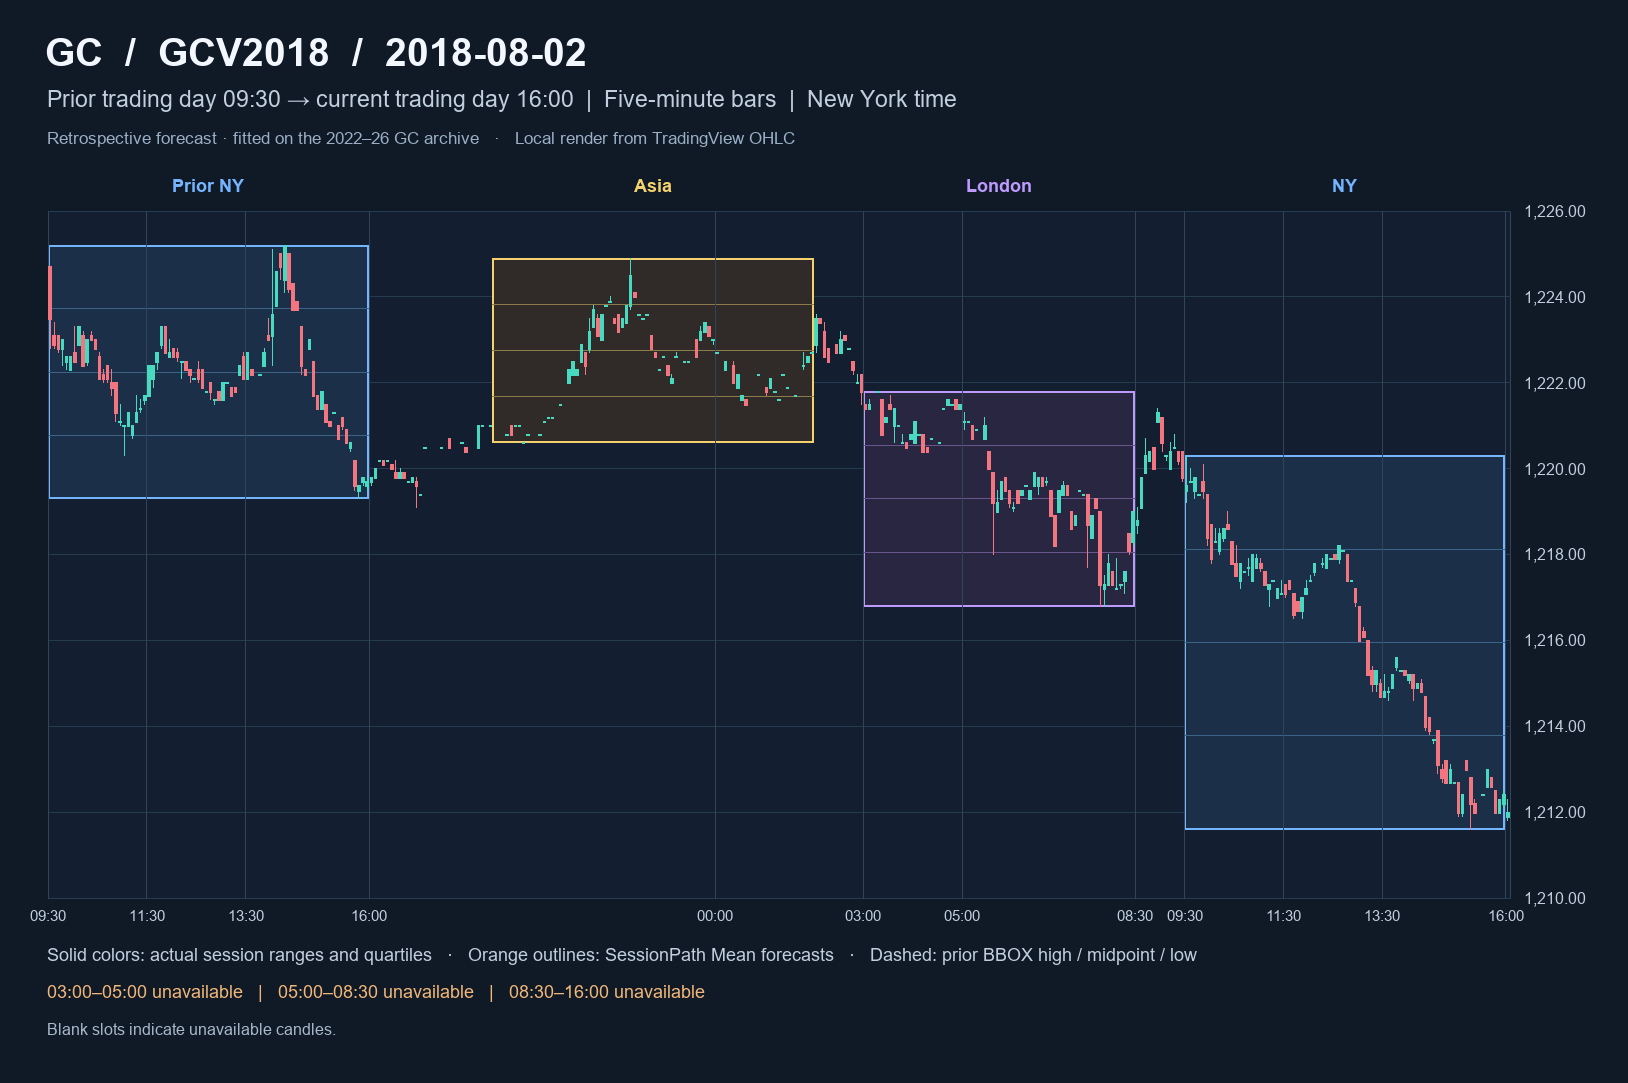 GC / GCV2018 / 2018-08-02
Prior trading day 09:30 → current trading day 16:00 | Five-minute bars | New York time
Retrospective forecast · fitted on the 2022–26 GC archive · Local render from TradingView OHLC
Prior NY Asia London NY
1,226.00
1,224.00
1,222.00
1,220.00
1,218.00
1,216.00
1,214.00
1,212.00
1,210.00
09:30 11:30 13:30 16:00 00:00 03:00 05:00 08:30 09:30 11:30 13:30 16:00
Solid colors: actual session ranges and quartiles · Orange outlines: SessionPath Mean forecasts · Dashed: prior BBOX high / midpoint / low
03:00–05:00 unavailable | 05:00–08:30 unavailable | 08:30–16:00 unavailable
Blank slots indicate unavailable candles.